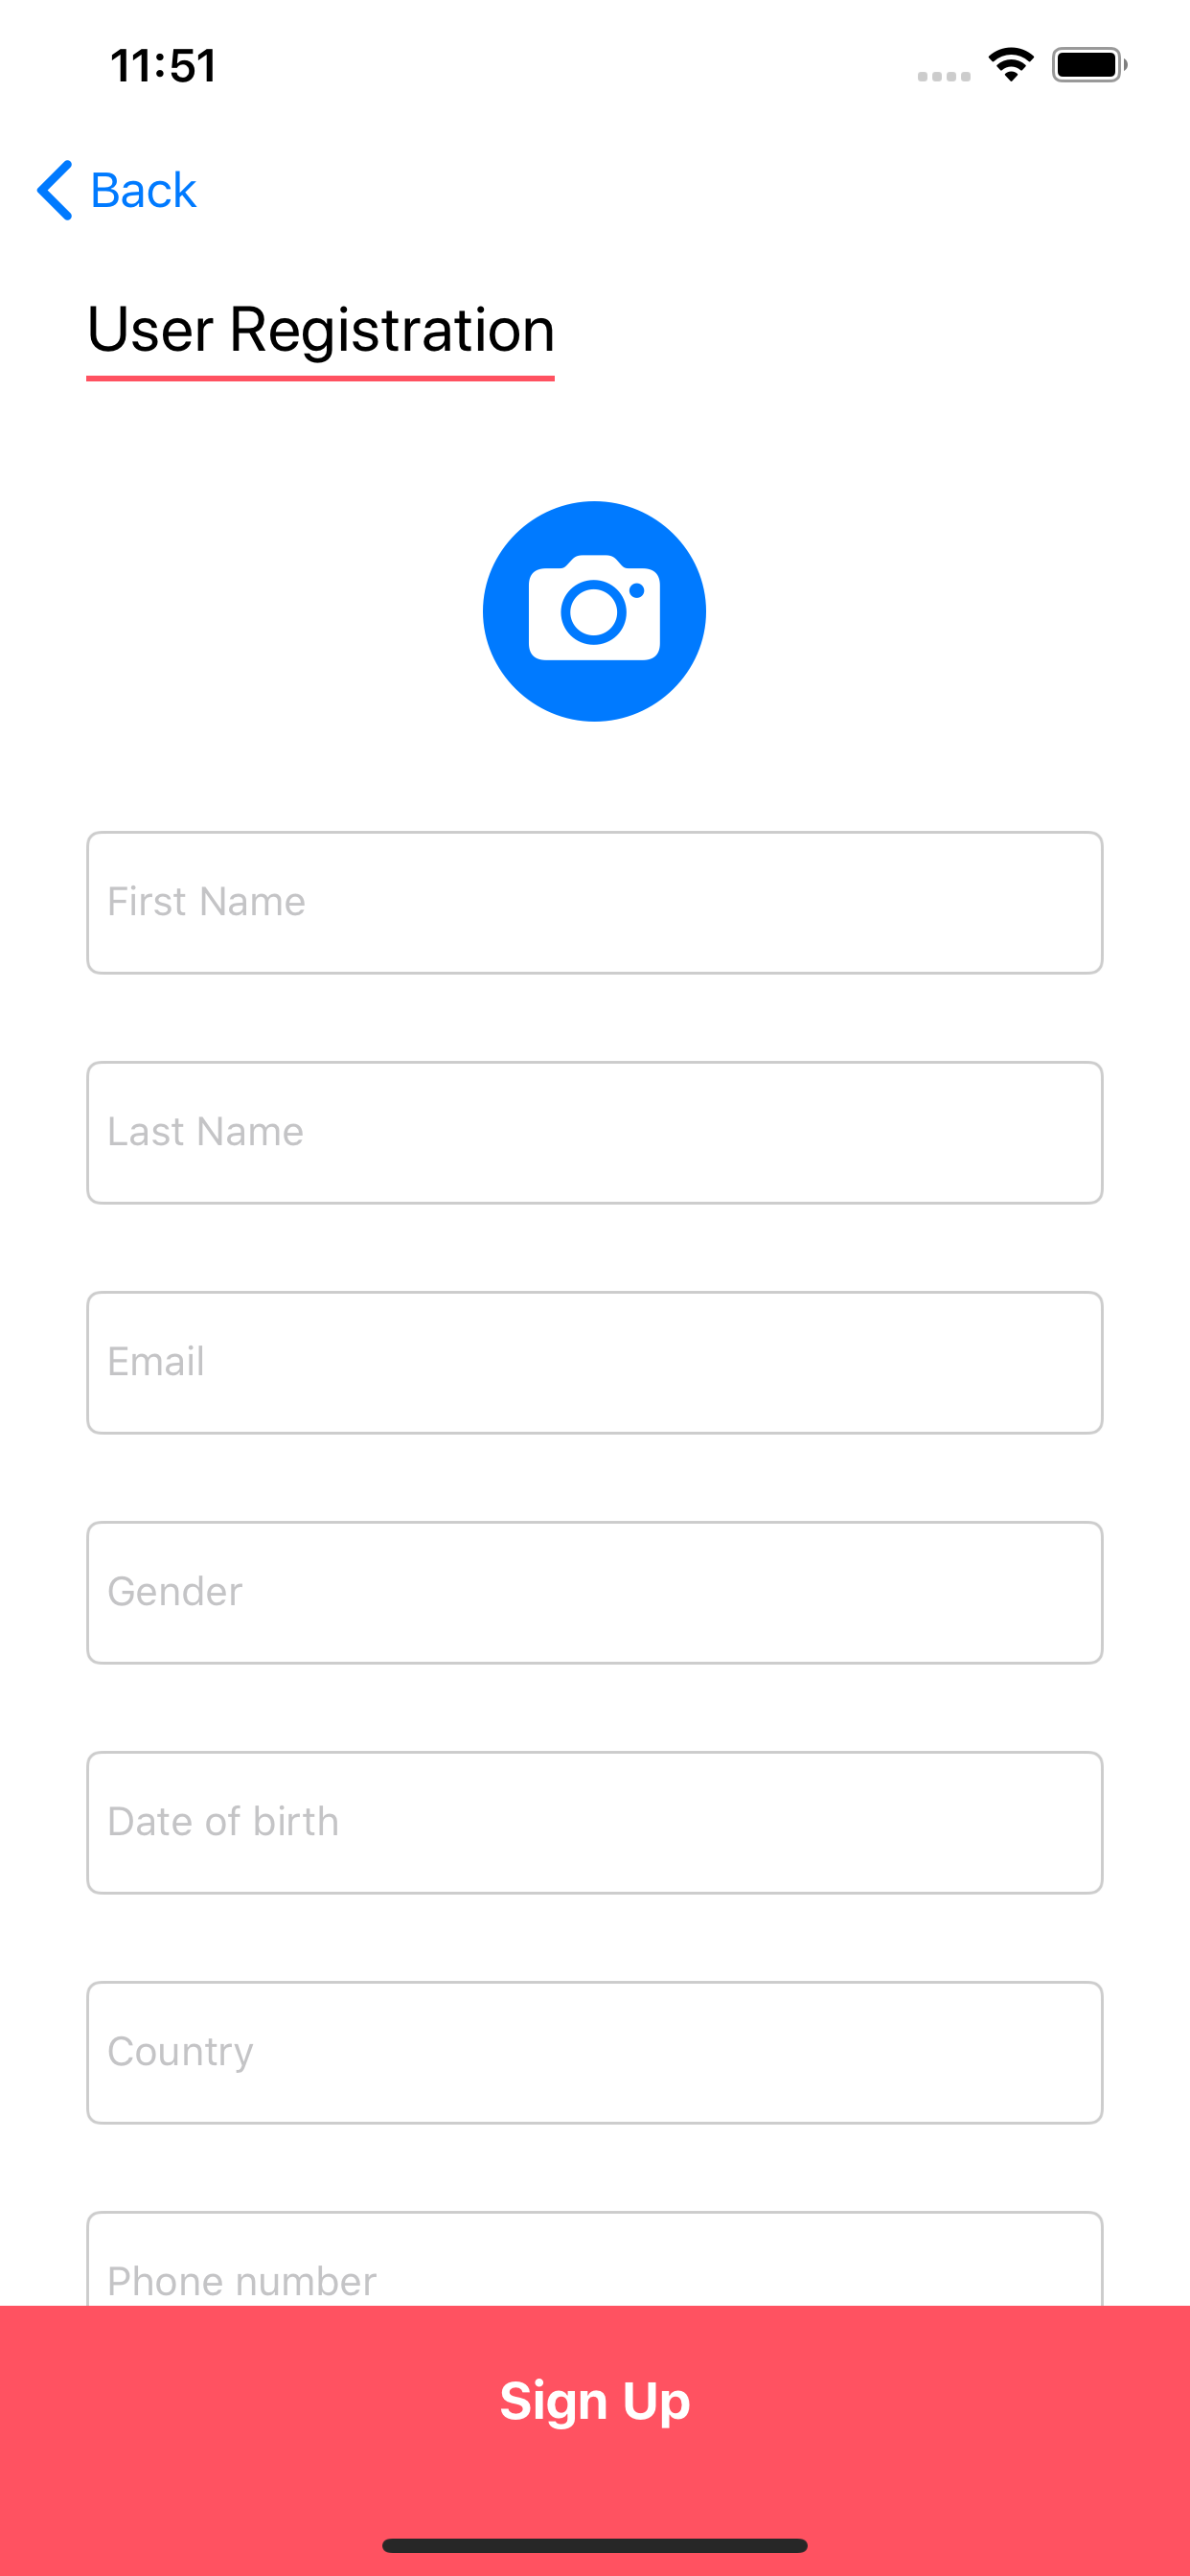 11:51
Back
User Registration
First Name
Last Name
Email
Gender
Date of birth
Country
Phone number
Sign Up